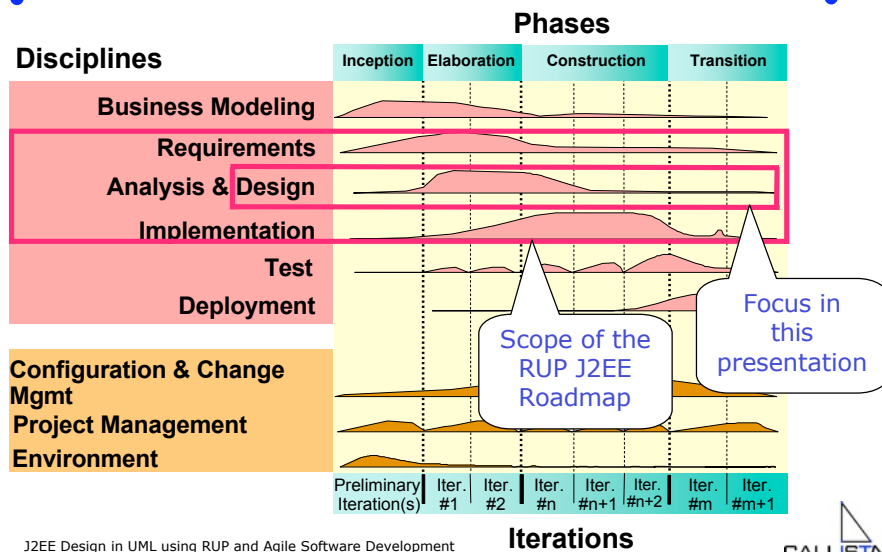 Phases
Disciplines
Inception Elaboration Construction Transition
Business Modeling
Requirements
Analysis & Design
Implementation
Test
Deployment
Scope of the
RUP J2EE
Roadmap
Focus in
this
presentation
Configuration & Change
Mgmt
Project Management
Environment
Preliminary Iteration(s)
Iter. #1
Iter. #2
Iter. #n
Iter. #n+1
Iter. #n+2
Iter. #m
Iter. #m+1
Iterations
J2EE Design in UML using RUP and Agile Software Development